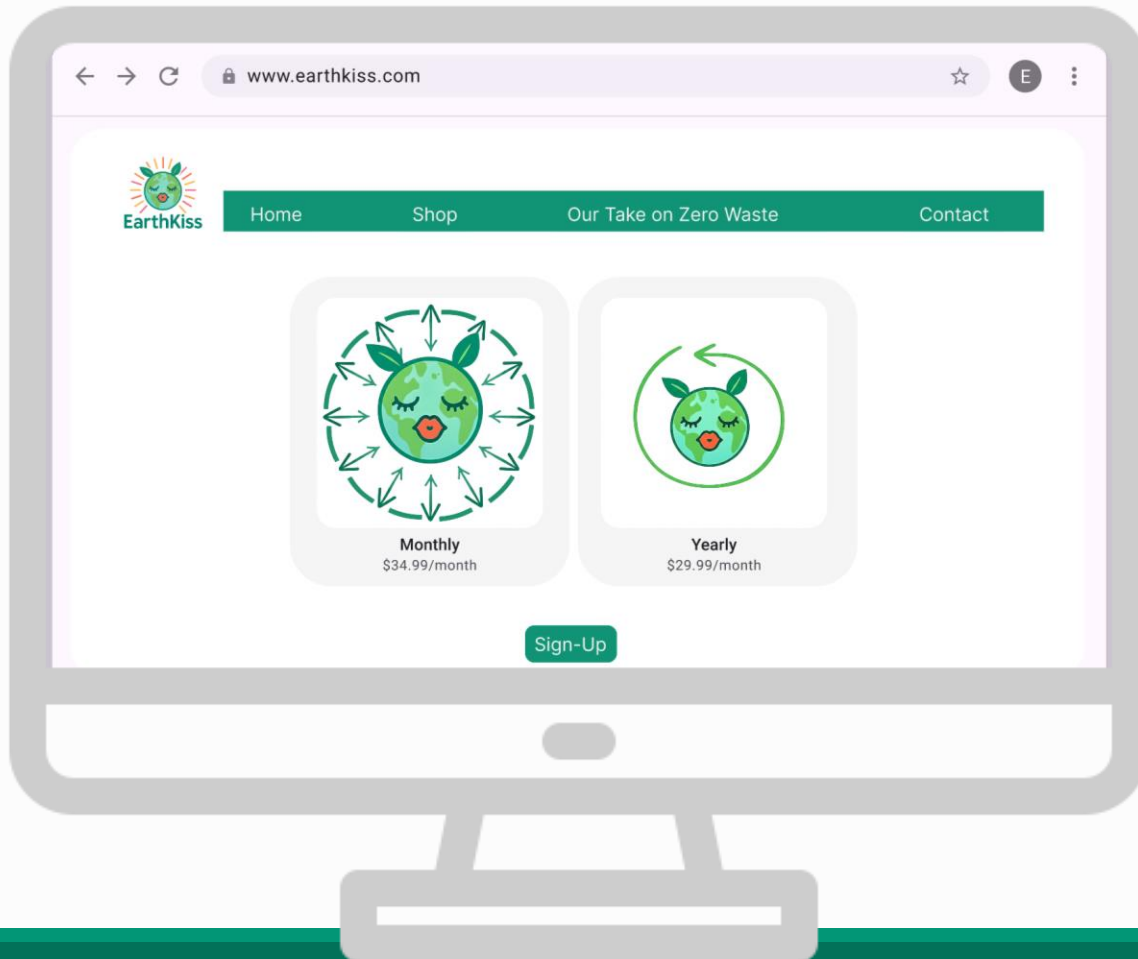 www.earthkiss.com
E
EarthKiss
Home Shop Our Take on Zero Waste Contact
Monthly
$34.99/month
Yearly
$29.99/month
Sign-Up